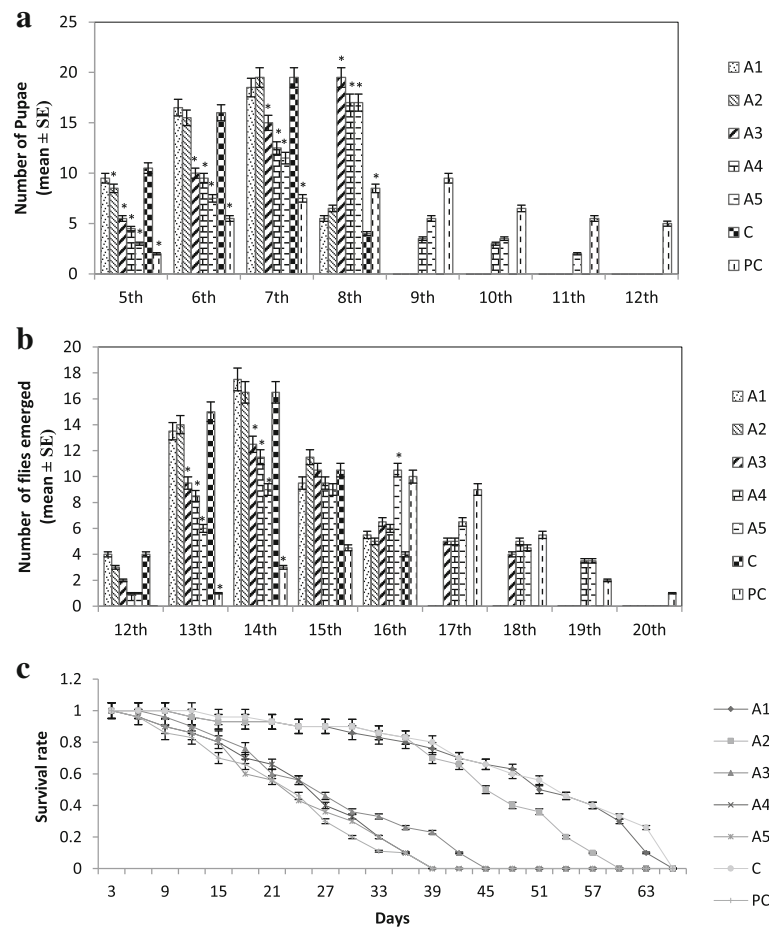 a
Number of Pupae
(mean ± SE)
25
20
15
10
5
0
* * * * *
* * * *
* * * *
* ** *
5th 6th 7th 8th 9th 10th 11th 12th
A1
A2
A3
A4
A5
C
PC
b
Number of flies emerged
(mean ± SE)
20
18
16
14
12
10
8
6
4
2
0
* * * *
* * * *
*
12th 13th 14th 15th 16th 17th 18th 19th 20th
A1
A2
A3
A4
A5
C
PC
c
Survival rate
1.2
1
0.8
0.6
0.4
0.2
0
3 9 15 21 27 33 39 45 51 57 63
Days
A1
A2
A3
A4
A5
C
PC